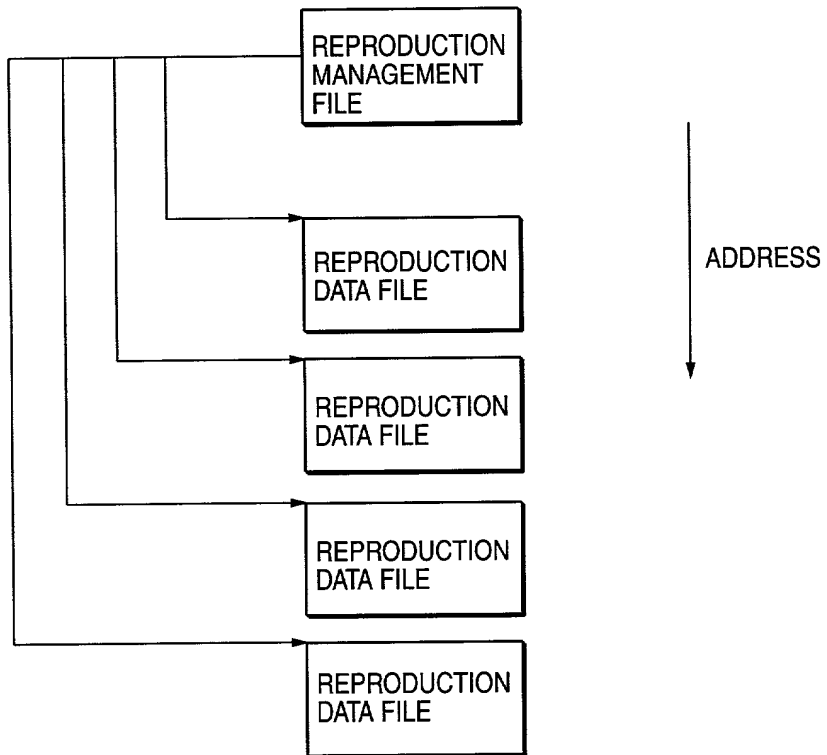 REPRODUCTION
MANAGEMENT
FILE
REPRODUCTION
DATA FILE
ADDRESS
REPRODUCTION
DATA FILE
REPRODUCTION
DATA FILE
REPRODUCTION
DATA FILE